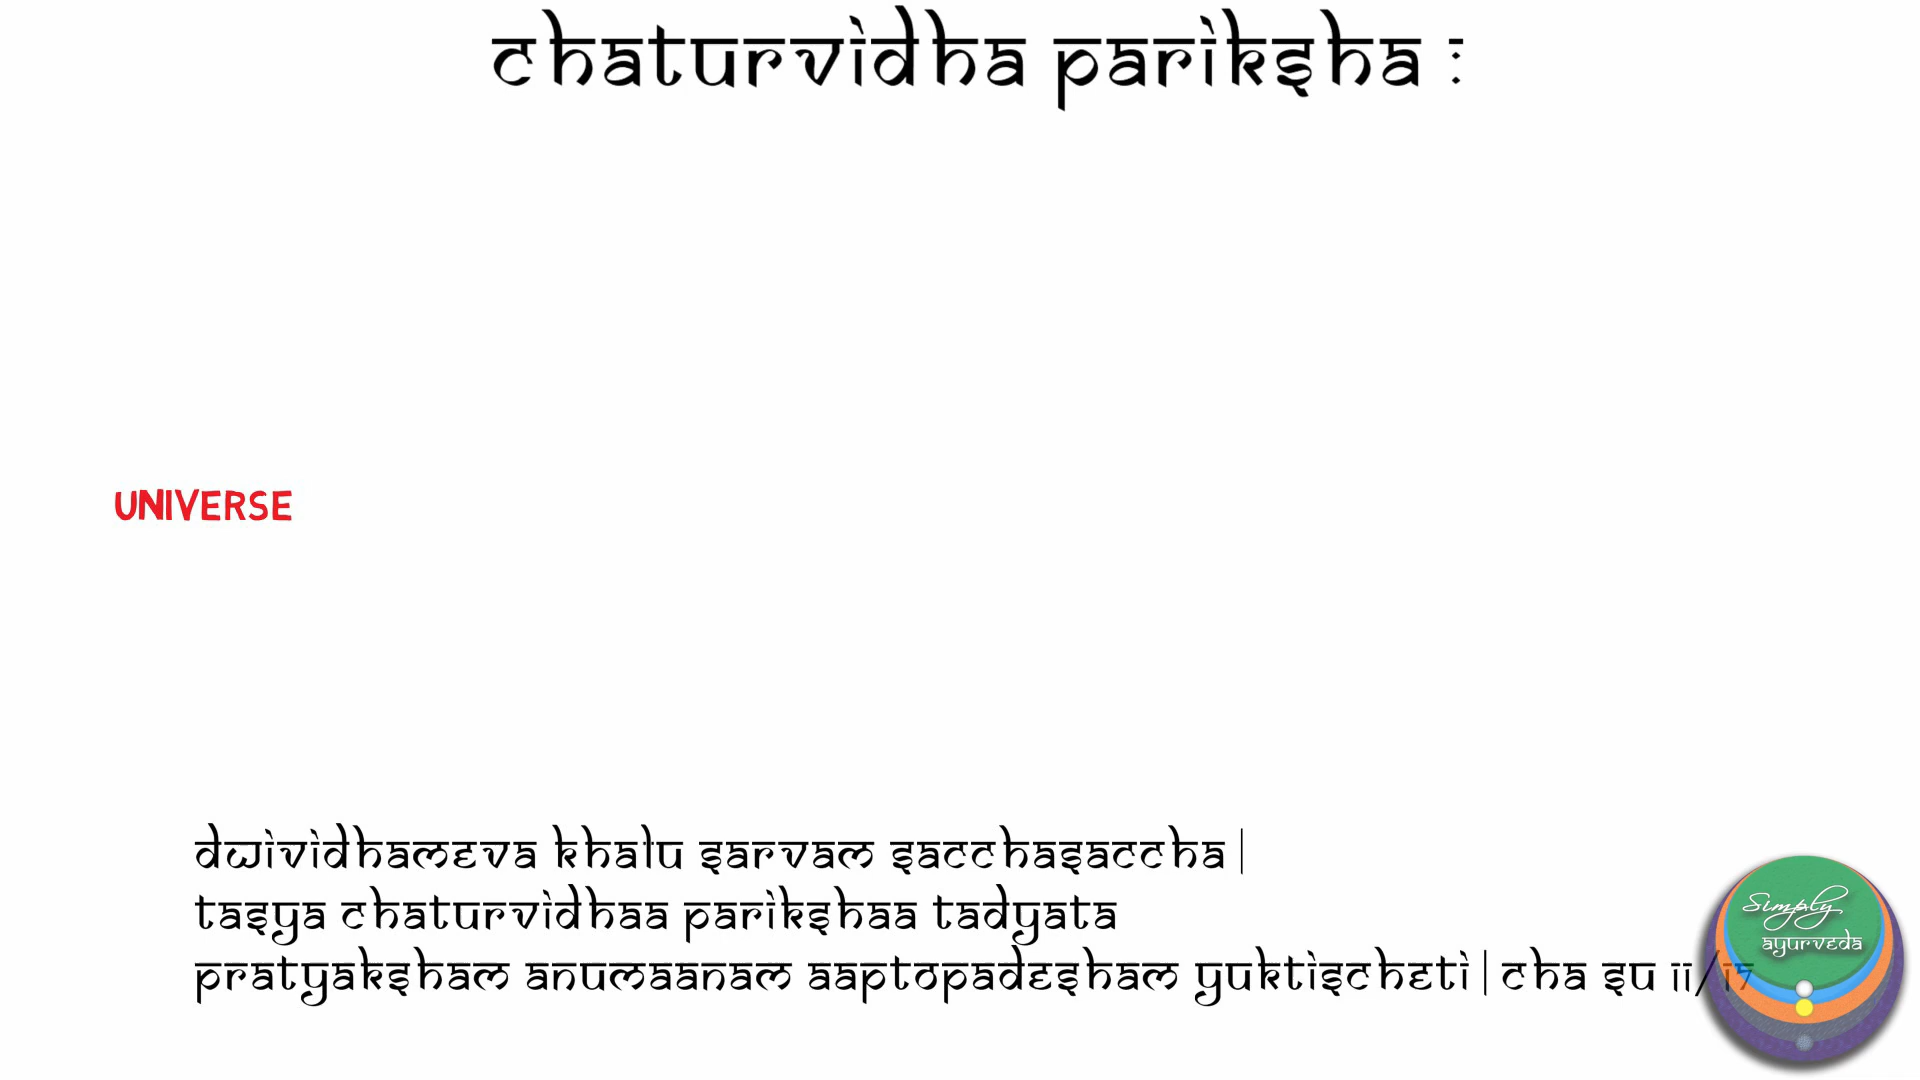 chaturvidha pariksha :
UNIVERSE
dwividhameva khalu sarvam sacchasaccha|
tasya chaturvidhaa parikshaa tadyata
pratyaksham anumaanam aaptopadesham yuktischeti| cha su 11/17
Simply
ayurveda